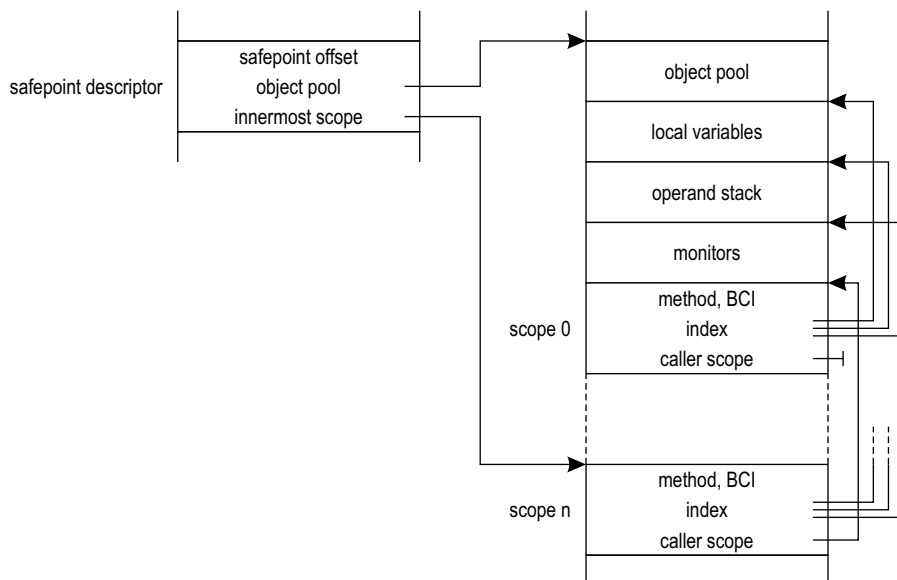 safepoint descriptor
safepoint offset
object pool
innermost scope
object pool
local variables
operand stack
monitors
scope 0
method, BCI
index
caller scope
scope n
method, BCI
index
caller scope